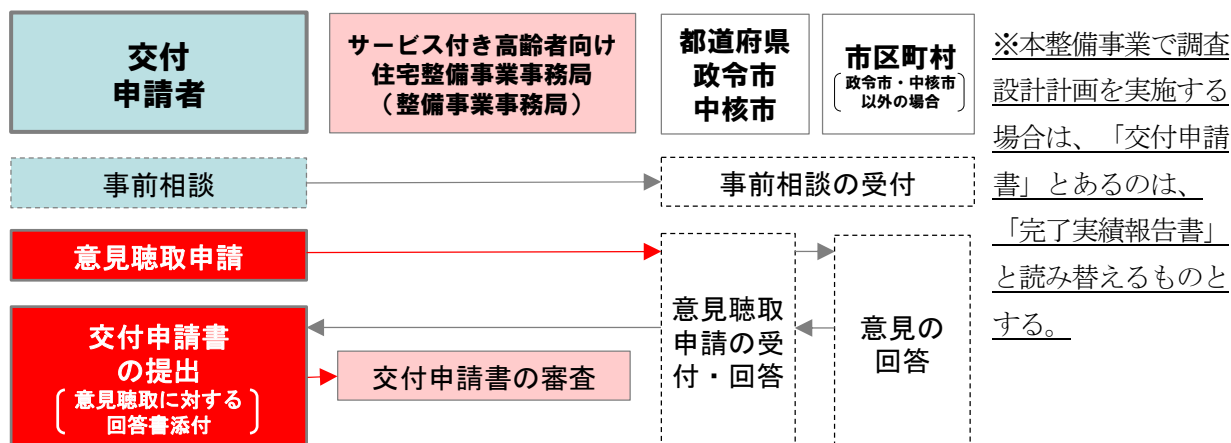 交付
申請者
サービス付き高齢者向け
住宅整備事業事務局
(整備事業事務局)
都道府県
政令市
中核市
市区町村
政令市・中核市
以外の場合
※本整備事業で調査
設計計画を実施する
場合は、「交付申請
書」とあるのは、
「完了実績報告書」
と読み替えるものと
する。
事前相談
事前相談の受付
意見聴取申請
交付申請書
の提出
意見聴取に対する
回答書添付
交付申請書の審査
意見聴取
申請の受
付・回答
意見の
回答